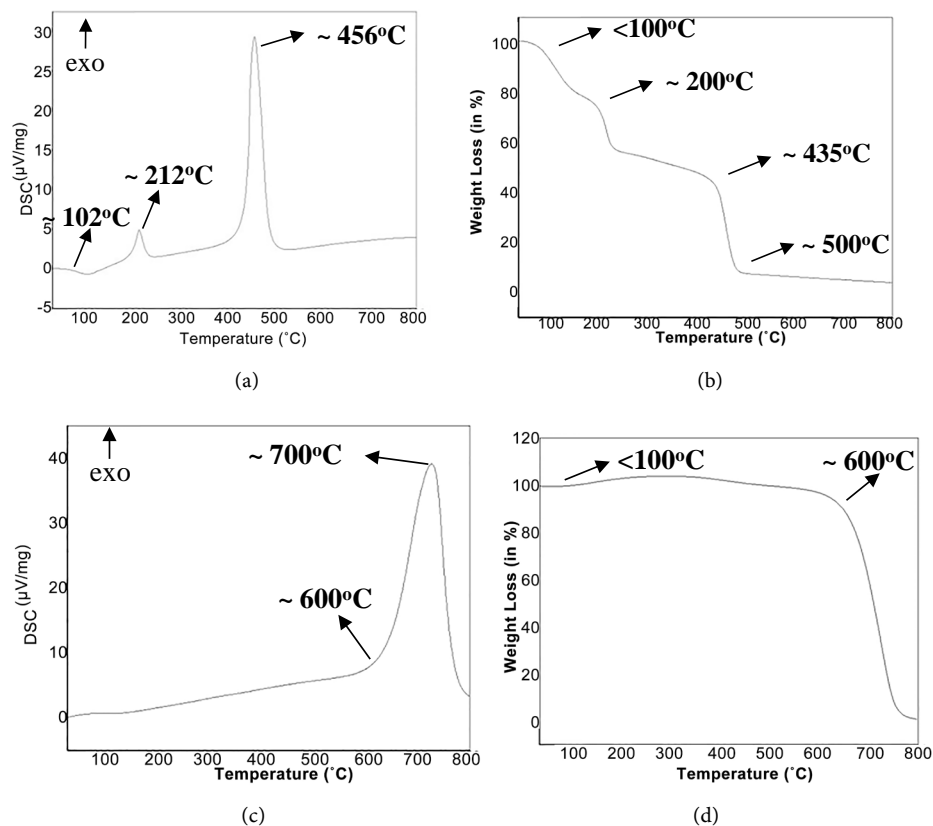 30
25
20
15
10
5
0
-5
DSC (µV/mg)
exo
~ 456°C
~ 212°C
~ 102°C
100 200 300 400 500 600 700 800
Temperature (˚C)
(a)
100
80
60
40
20
0
Weight Loss (in %)
<100°C
~ 200°C
~ 435°C
~ 500°C
100 200 300 400 500 600 700 800
Temperature (˚C)
(b)
40
30
20
10
0
DSC (µV/mg)
exo
~ 700°C
~ 600°C
100 200 300 400 500 600 700 800
Temperature (˚C)
(c)
120
100
80
60
40
20
0
Weight Loss (in %)
<100°C
~ 600°C
100 200 300 400 500 600 700 800
Temperature (˚C)
(d)